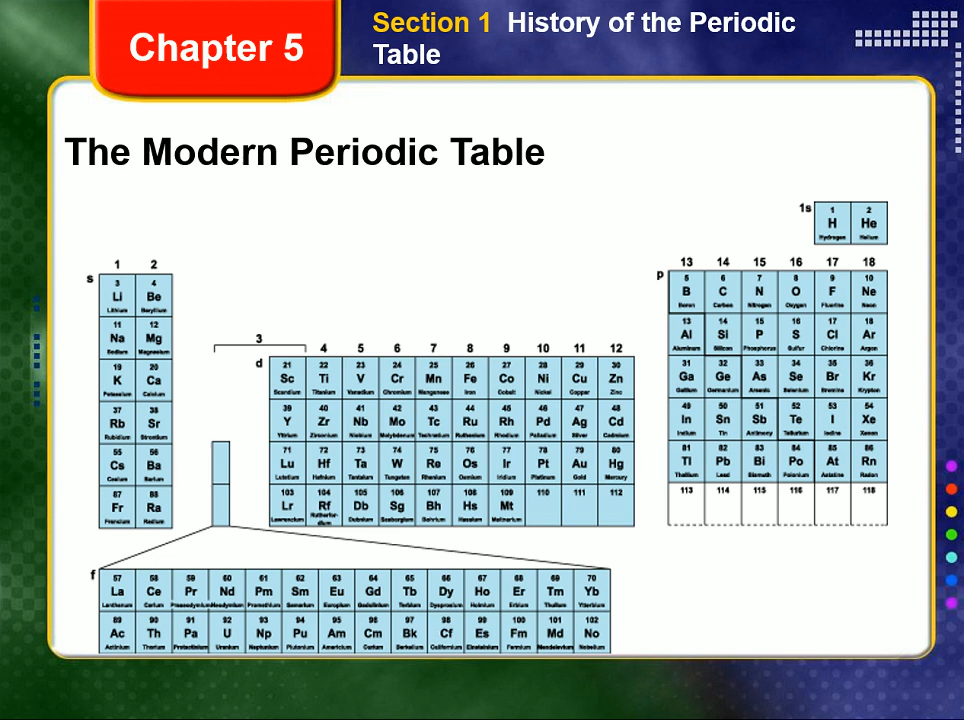 Chapter 5
Section 1 History of the Periodic
Table
The Modern Periodic Table
1s
1 2
H He
Hydrogen Helium
1 2
s
3 4
Li Be
Lithium Beryllium
11 12
Na Mg
Sodium Magnesium
19 20
K Ca
Potassium Calcium
37 38
Rb Sr
Rubidium Strontium
55 56
Cs Ba
Cesium Barium
87 88
Fr Ra
Francium Radium
3 4 5 6 7 8 9 10 11 12
d
21 22 23 24 25 26 27 28 29 30
Sc Ti V Cr Mn Fe Co Ni Cu Zn
Scandium Titanium Vanadium Chromium Manganese Iron Cobalt Nickel Copper Zinc
39 40 41 42 43 44 45 46 47 48
Y Zr Nb Mo Tc Ru Rh Pd Ag Cd
Yttrium Zirconium Niobium Molybdenum Technetium Ruthenium Rhodium Palladium Silver Cadmium
71 72 73 74 75 76 77 78 79 80
Lu Hf Ta W Re Os Ir Pt Au Hg
Lutetium Hafnium Tantalum Tungsten Rhenium Osmium Iridium Platinum Gold Mercury
103 104 105 106 107 108 109 110 111 112
Lr Rf Db Sg Bh Hs Mt
Lawrencium Rutherfor-
dium Dubnium Seaborgium Bohrium Hassium Meitnerium
13 14 15 16 17 18
p
5 6 7 8 9 10
B C N O F Ne
Boron Carbon Nitrogen Oxygen Fluorine Neon
13 14 15 16 17 18
Al Si P S Cl Ar
Aluminum Silicon Phosphorus Sulfur Chlorine Argon
31 32 33 34 35 36
Ga Ge As Se Br Kr
Gallium Germanium Arsenic Selenium Bromine Krypton
49 50 51 52 53 54
In Sn Sb Te I Xe
Indium Tin Antimony Tellurium Iodine Xenon
81 82 83 84 85 86
Tl Pb Bi Po At Rn
Thallium Lead Bismuth Polonium Astatine Radon
113 114 115 116 117 118
f
57 58 59 60 61 62 63 64 65 66 67 68 69 70
La Ce Pr Nd Pm Sm Eu Gd Tb Dy Ho Er Tm Yb
Lanthanum Cerium Praseodymium Neodymium Promethium Samarium Europium Gadolinium Terbium Dysprosium Holmium Erbium Thulium Ytterbium
89 90 91 92 93 94 95 96 97 98 99 100 101 102
Ac Th Pa U Np Pu Am Cm Bk Cf Es Fm Md No
Actinium Thorium Protactinium Uranium Neptunium Plutonium Americium Curium Berkelium Californium Einsteinium Fermium Mendelevium Nobelium